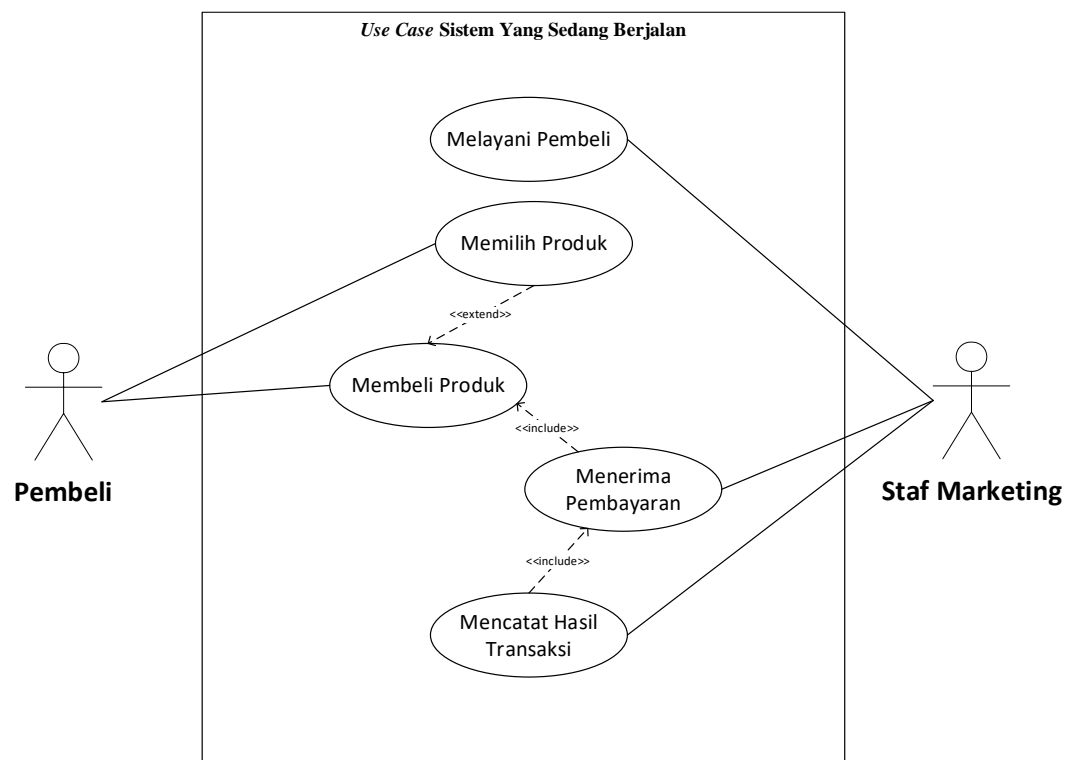 Use Case Sistem Yang Sedang Berjalan
Melayani Pembeli
Memilih Produk
<<extend>>
Membeli Produk
<<include>>
Menerima
Pembayaran
Pembeli
Staf Marketing
<<include>>
Mencatat Hasil
Transaksi